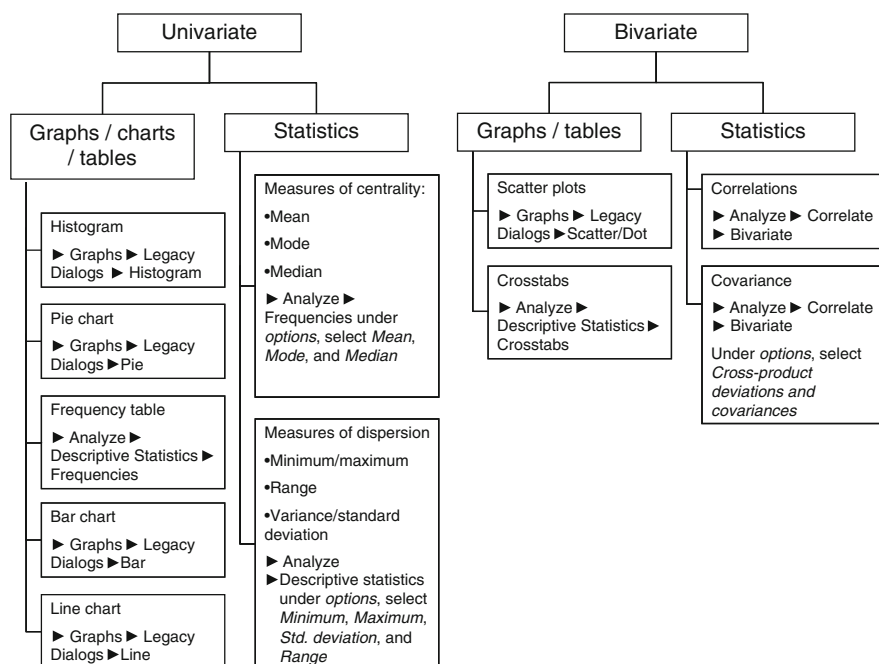 Univariate
Graphs / charts
/ tables
Histogram
► Graphs ► Legacy
Dialogs ► Histogram
Pie chart
► Graphs ► Legacy
Dialogs ►Pie
Frequency table
► Analyze ►
Descriptive Statistics ►
Frequencies
Bar chart
► Graphs ► Legacy
Dialogs ►Bar
Line chart
► Graphs ► Legacy
Dialogs ►Line
Statistics
Measures of centrality:
•Mean
•Mode
•Median
► Analyze ►
Frequencies under
options, select Mean,
Mode, and Median
Measures of dispersion
•Minimum/maximum
•Range
•Variance/standard
deviation
► Analyze
►Descriptive statistics
under options, select
Minimum, Maximum,
Std. deviation, and
Range
Bivariate
Graphs / tables
Scatter plots
► Graphs ► Legacy
Dialogs ►Scatter/Dot
Crosstabs
► Analyze ►
Descriptive Statistics ►
Crosstabs
Statistics
Correlations
► Analyze ► Correlate
► Bivariate
Covariance
► Analyze ► Correlate
► Bivariate
Under options, select
Cross-product
deviations and
covariances